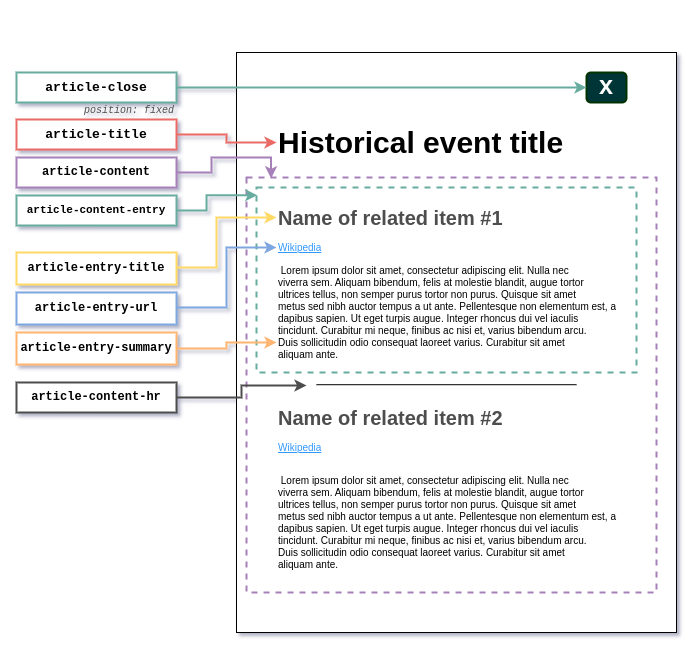 article-close
position: fixed
article-title
article-content
article-content-entry
article-entry-title
article-entry-url
article-entry-summary
article-content-hr
X
Historical event title
Name of related item #1
Wikipedia
Lorem ipsum dolor sit amet, consectetur adipiscing elit. Nulla nec
viverra sem. Aliquam bibendum, felis at molestie blandit, augue tortor
ultrices tellus, non semper purus tortor non purus. Quisque sit amet
metus sed nibh auctor tempus a ut ante. Pellentesque non elementum est, a
dapibus sapien. Ut eget turpis augue. Integer rhoncus dui vel iaculis
tincidunt. Curabitur mi neque, finibus ac nisi et, varius bibendum arcu.
Duis sollicitudin odio consequat laoreet varius. Curabitur sit amet
aliquam ante.
Name of related item #2
Wikipedia
Lorem ipsum dolor sit amet, consectetur adipiscing elit. Nulla nec
viverra sem. Aliquam bibendum, felis at molestie blandit, augue tortor
ultrices tellus, non semper purus tortor non purus. Quisque sit amet
metus sed nibh auctor tempus a ut ante. Pellentesque non elementum est, a
dapibus sapien. Ut eget turpis augue. Integer rhoncus dui vel iaculis
tincidunt. Curabitur mi neque, finibus ac nisi et, varius bibendum arcu.
Duis sollicitudin odio consequat laoreet varius. Curabitur sit amet
aliquam ante.